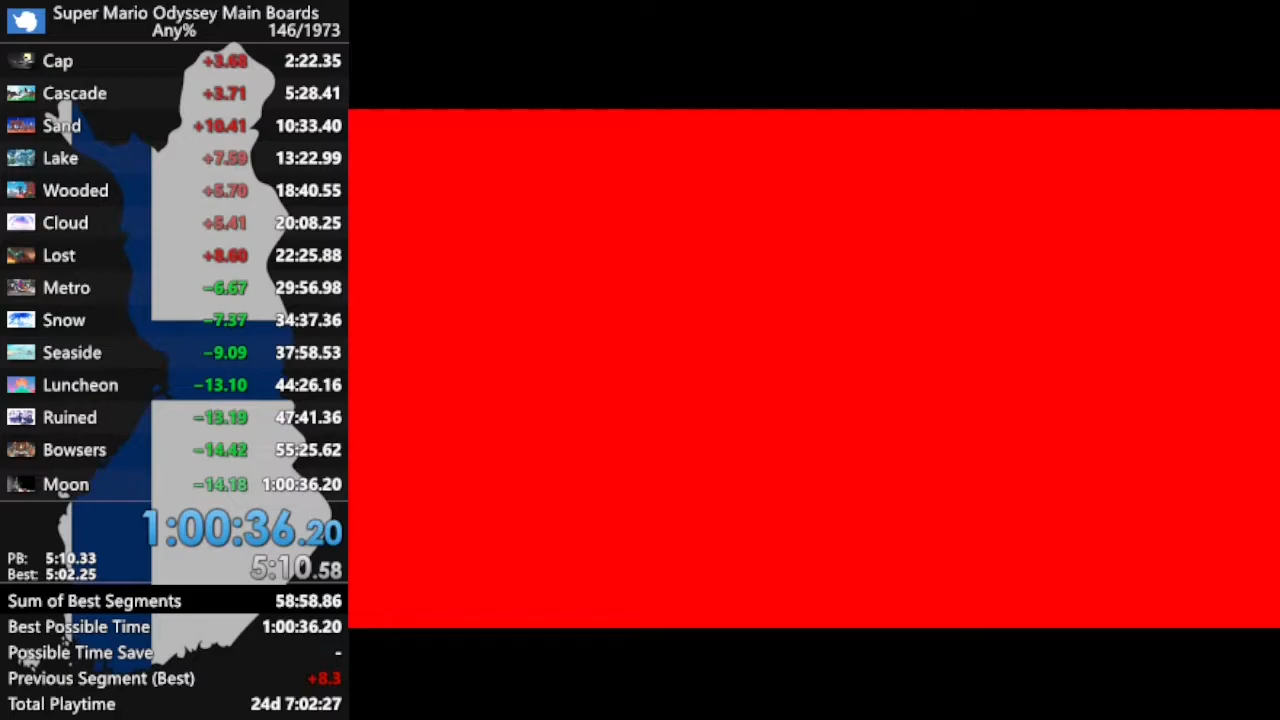 Super Mario Odyssey Main Boards
Any% 146/1973
Cap +3.68 2:22.35
Cascade +3.71 5:28.41
Sand +10.41 10:33.40
Lake +7.59 13:22.99
Wooded +5.70 18:40.55
Cloud +5.41 20:08.25
Lost +8.60 22:25.88
Metro −6.67 29:56.98
Snow −7.37 34:37.36
Seaside −9.09 37:58.53
Luncheon −13.10 44:26.16
Ruined −13.19 47:41.36
Bowsers −14.42 55:25.62
Moon −14.18 1:00:36.20
1:00:36.20
PB: 5:10.33
Best: 5:02.25
5:10.58
Sum of Best Segments 58:58.86
Best Possible Time 1:00:36.20
Possible Time Save -
Previous Segment (Best) +8.3
Total Playtime 24d 7:02:27